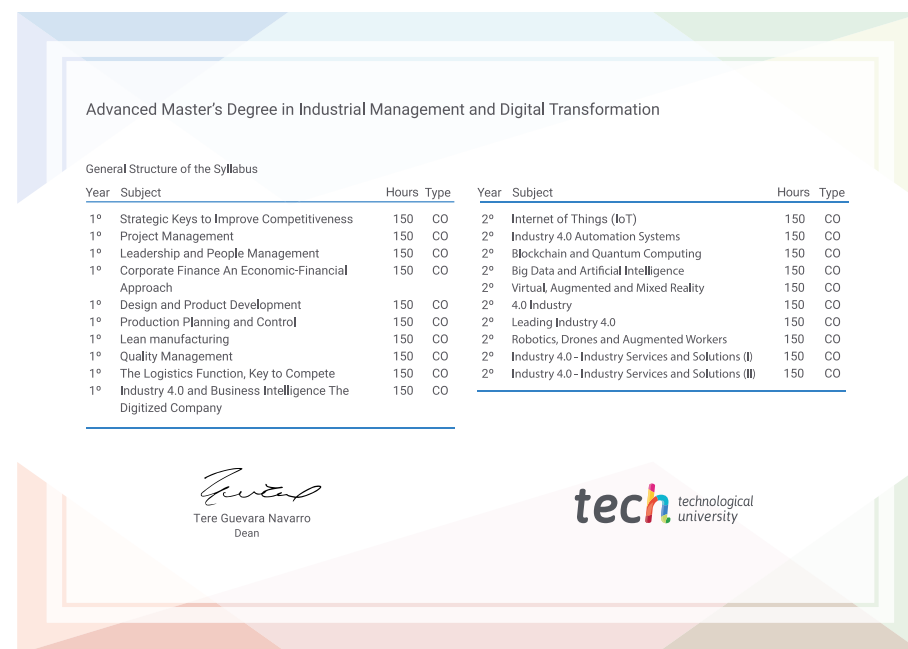 Advanced Master's Degree in Industrial Management and Digital Transformation
General Structure of the Syllabus
Year Subject Hours Type
1º Strategic Keys to Improve Competitiveness 150 CO
1º Project Management 150 CO
1º Leadership and People Management 150 CO
1º Corporate Finance An Economic-Financial 150 CO
Approach
1º Design and Product Development 150 CO
1º Production Planning and Control 150 CO
1º Lean manufacturing 150 CO
1º Quality Management 150 CO
1º The Logistics Function, Key to Compete 150 CO
1º Industry 4.0 and Business Intelligence The 150 CO
Digitized Company
Year Subject Hours Type
2º Internet of Things (IoT) 150 CO
2º Industry 4.0 Automation Systems 150 CO
2º Blockchain and Quantum Computing 150 CO
2º Big Data and Artificial Intelligence 150 CO
2º Virtual, Augmented and Mixed Reality 150 CO
2º 4.0 Industry 150 CO
2º Leading Industry 4.0 150 CO
2º Robotics, Drones and Augmented Workers 150 CO
2º Industry 4.0 - Industry Services and Solutions (I) 150 CO
2º Industry 4.0 - Industry Services and Solutions (II) 150 CO
Tere Guevara Navarro
Dean
tech technological
university